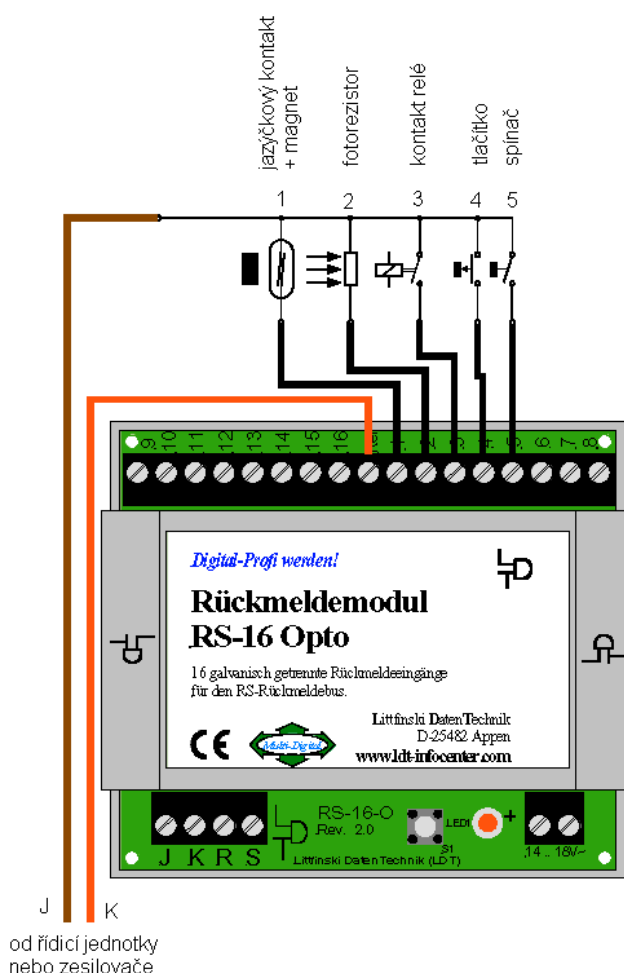 jazýčkový kontakt
+ magnet
fotorezistor
kontakt relé
tlačítko
spínač
1 2 3 4 5
9 10 11 12 13 14 15 16 1 2 3 4 5 6 7 8
Digital-Profi werden!
Rückmeldemodul
RS-16 Opto
16 galvanisch getrennte Rückmeldeeingänge
für den RS-Rückmeldebus.
Littfinski DatenTechnik
D-25482 Appen
www.ldt-infocenter.com
CE
Multi-Digital
RS-16-O
Rev. 2.0
LED1
+
S1
J K R S
Littfinski DatenTechnik (LDT)
14 .. 18V~
J K
od řídicí jednotky
nebo zesilovače